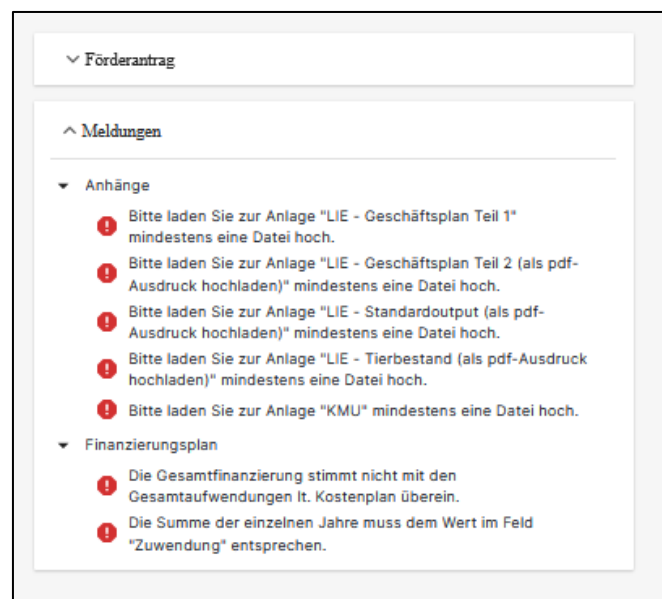 Förderantrag
Meldungen
Anhänge
Bitte laden Sie zur Anlage "LIE - Geschäftsplan Teil 1"
mindestens eine Datei hoch.
Bitte laden Sie zur Anlage "LIE - Geschäftsplan Teil 2 (als pdf-
Ausdruck hochladen)" mindestens eine Datei hoch.
Bitte laden Sie zur Anlage "LIE - Standardoutput (als pdf-
Ausdruck hochladen)" mindestens eine Datei hoch.
Bitte laden Sie zur Anlage "LIE - Tierbestand (als pdf-Ausdruck
hochladen)" mindestens eine Datei hoch.
Bitte laden Sie zur Anlage "KMU" mindestens eine Datei hoch.
Finanzierungsplan
Die Gesamtfinanzierung stimmt nicht mit den
Gesamtaufwendungen lt. Kostenplan überein.
Die Summe der einzelnen Jahre muss dem Wert im Feld
"Zuwendung" entsprechen.